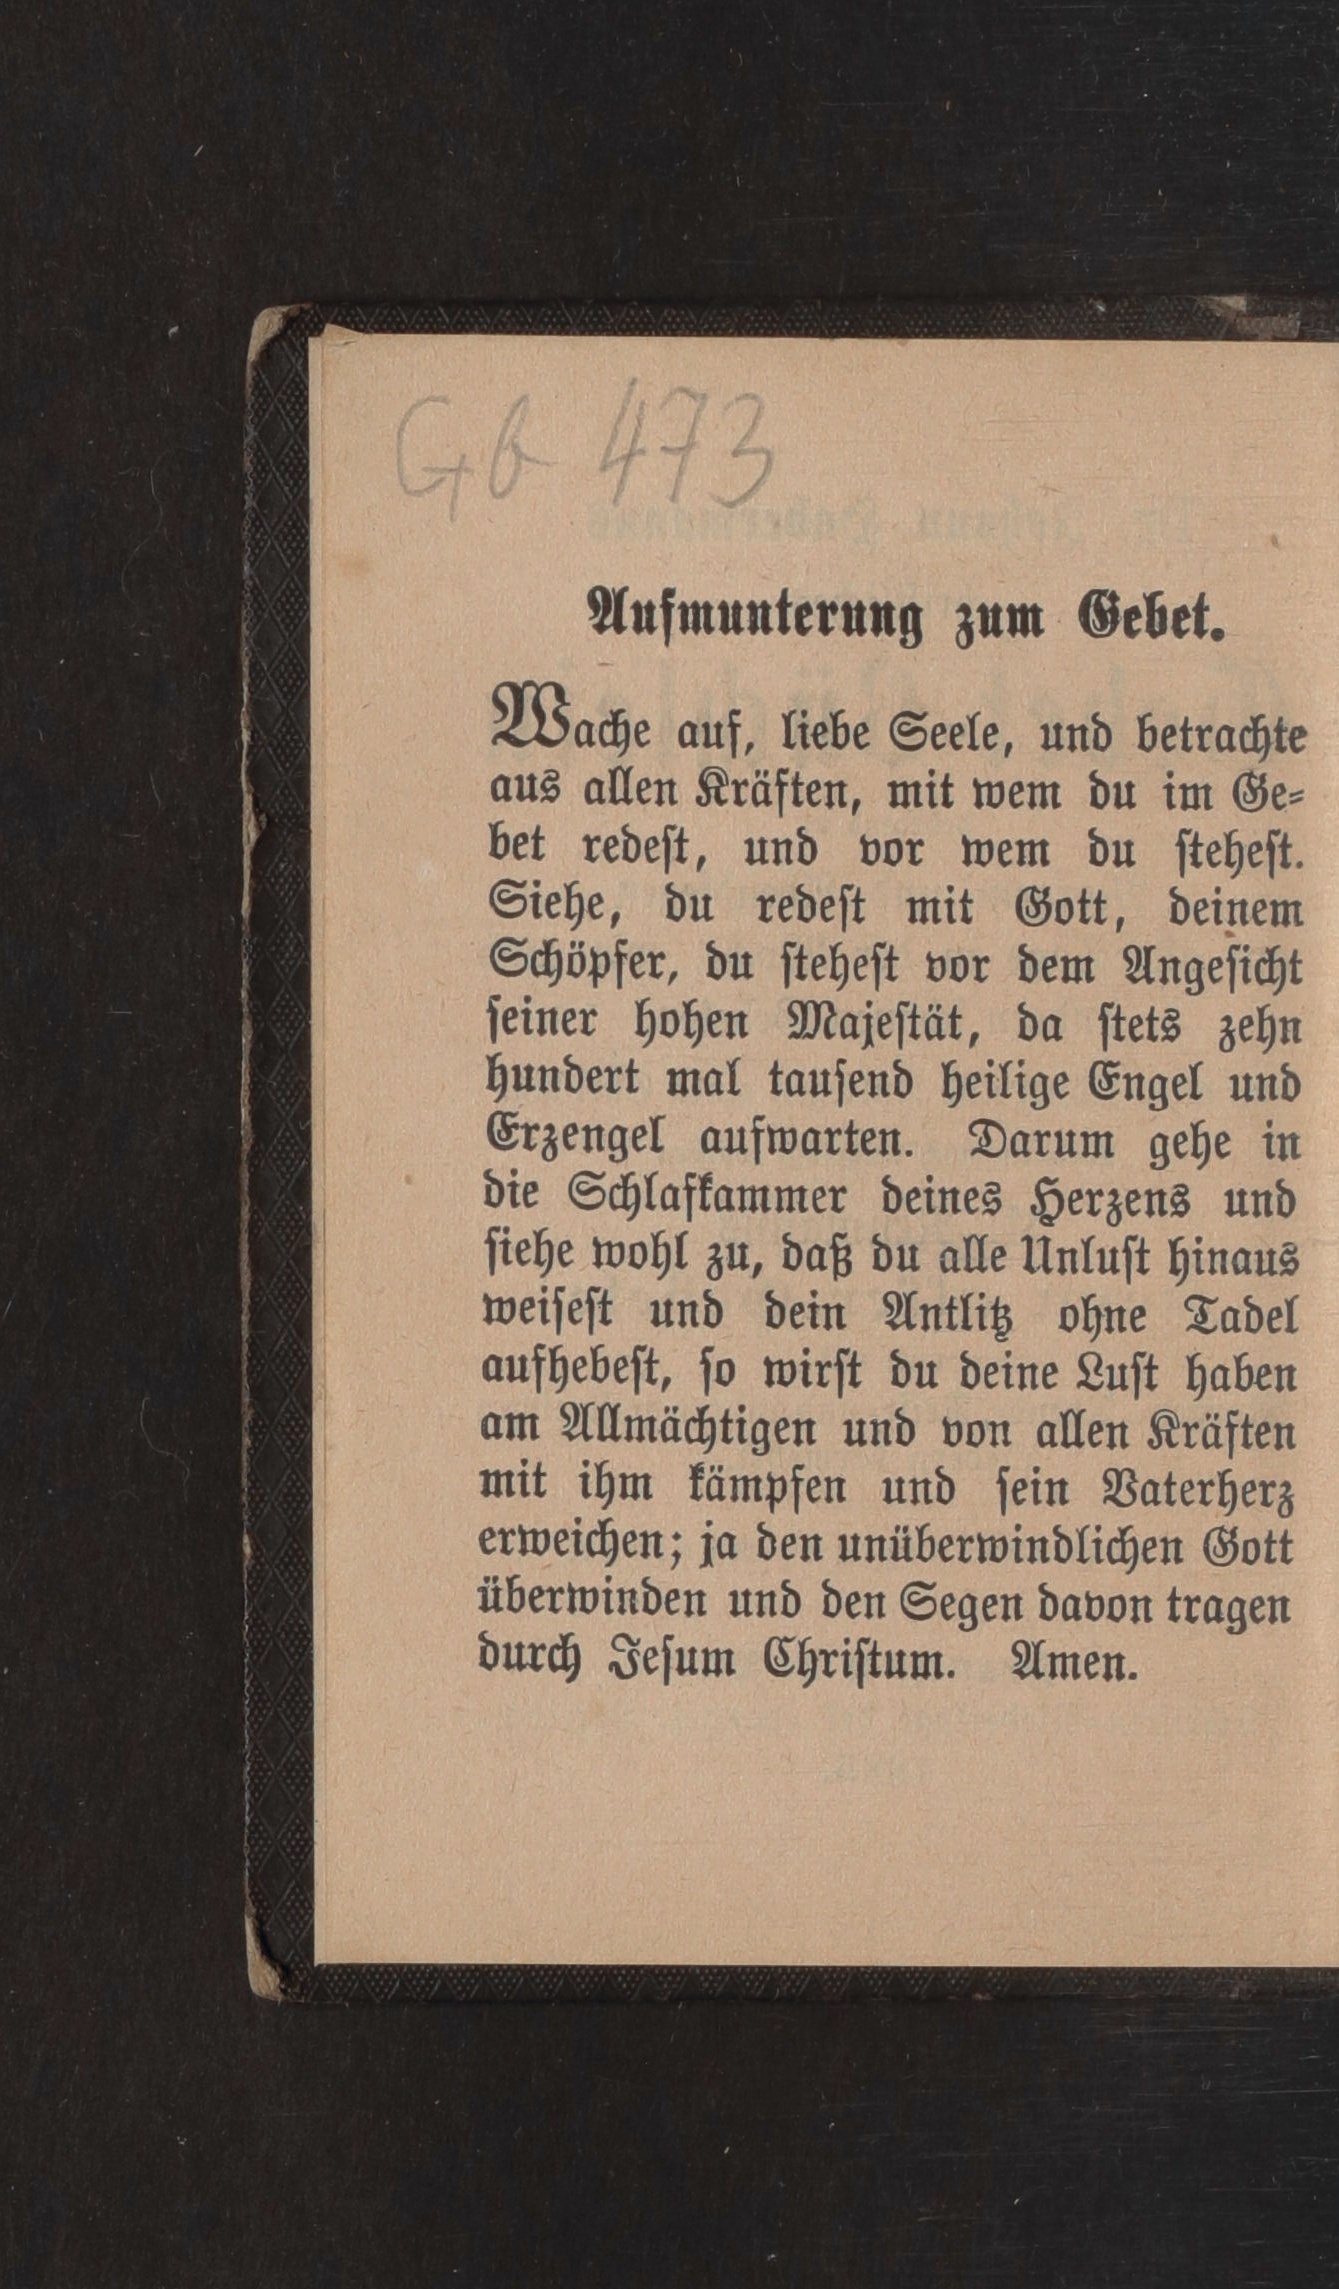 Gb 473
Aufmunterung zum Gebet.
Wache auf, liebe Seele, und betrachte
aus allen Kräften, mit wem du im Ge-
bet redest, und vor wem du stehest.
Siehe, du redest mit Gott, deinem
Schöpfer, du stehest vor dem Angesicht
seiner hohen Majestät, da stets zehn
hundert mal tausend heilige Engel und
Erzengel aufwarten. Darum gehe in
die Schlafkammer deines Herzens und
siehe wohl zu, daß du alle Unlust hinaus
weisest und dein Antlitz ohne Tadel
aufhebest, so wirst du deine Lust haben
am Allmächtigen und von allen Kräften
mit ihm kämpfen und sein Vaterherz
erweichen; ja den unüberwindlichen Gott
überwinden und den Segen davon tragen
durch Jesum Christum. Amen.